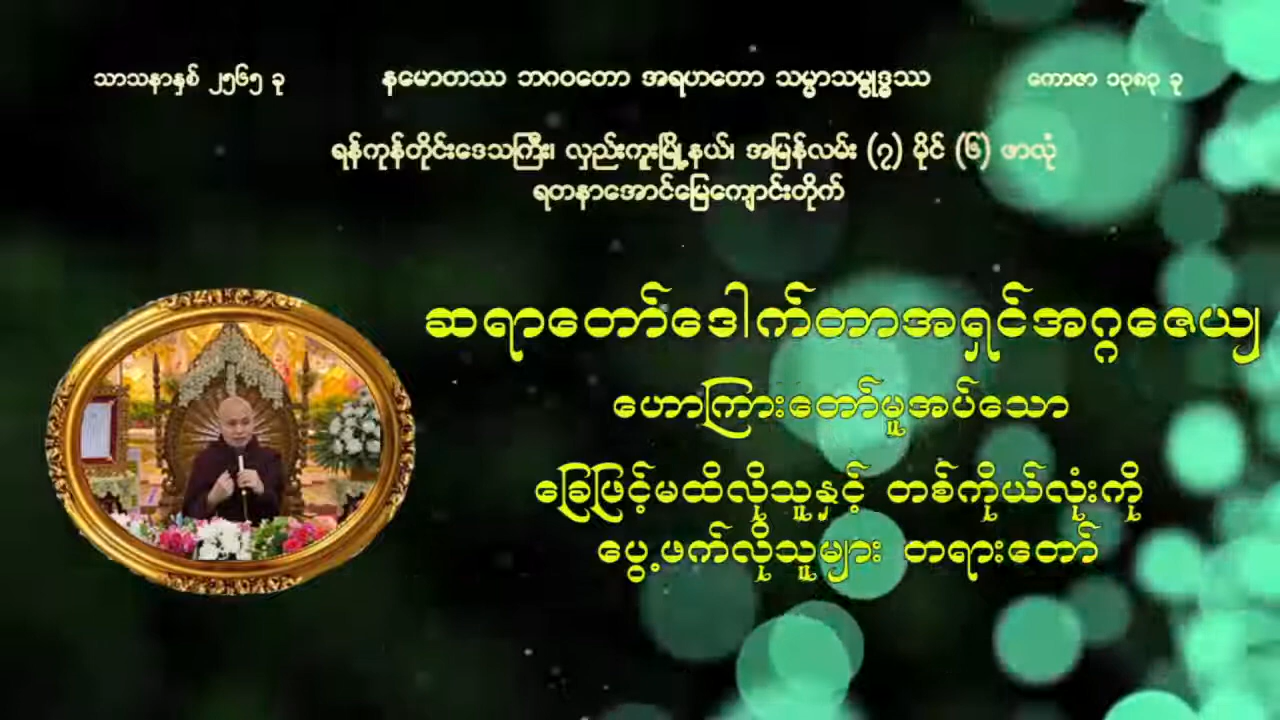 သာသနာနှစ် ၂၅၆၅ ခု
နမောတဿ ဘဂဝတော အရဟတော သမ္မာသမ္ဗုဒ္ဓဿ
ကောဇာ ၁၃၈၃ ခု
ရန်ကုန်တိုင်းဒေသကြီး၊ လှည်းကူးမြို့နယ်၊ အပြန်လမ်း (၇) မိုင် (၆) ဖာလုံ
ရတနာအောင်မြေကျောင်းတိုက်
ဆရာတော်ဒေါက်တာအရှင်အဂ္ဂဇေယျ
ဟောကြားတော်မူအပ်သော
ခြေဖြင့်မထိလိုသူနှင့် တစ်ကိုယ်လုံးကို
ပွေ့ဖက်လိုသူများ တရားတော်